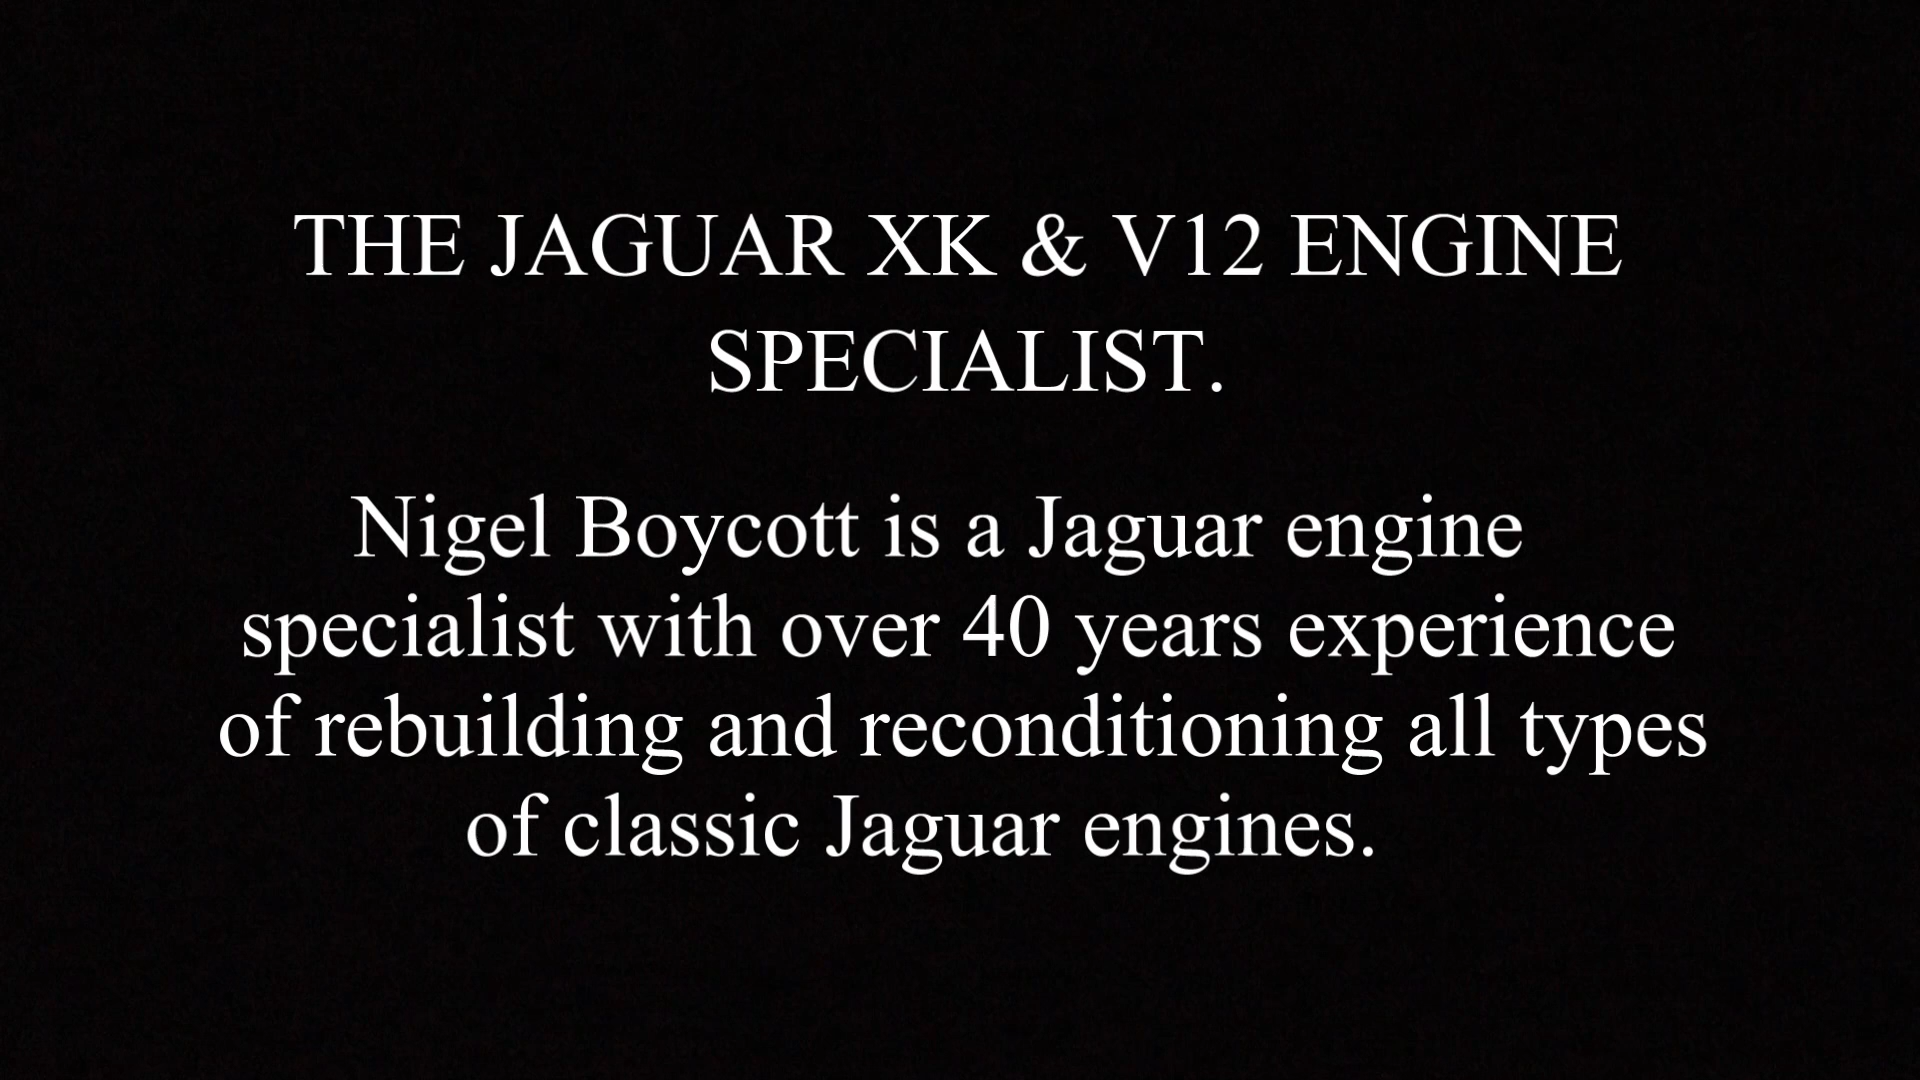 THE JAGUAR XK & V12 ENGINE
SPECIALIST.
Nigel Boycott is a Jaguar engine
specialist with over 40 years experience
of rebuilding and reconditioning all types
of classic Jaguar engines.